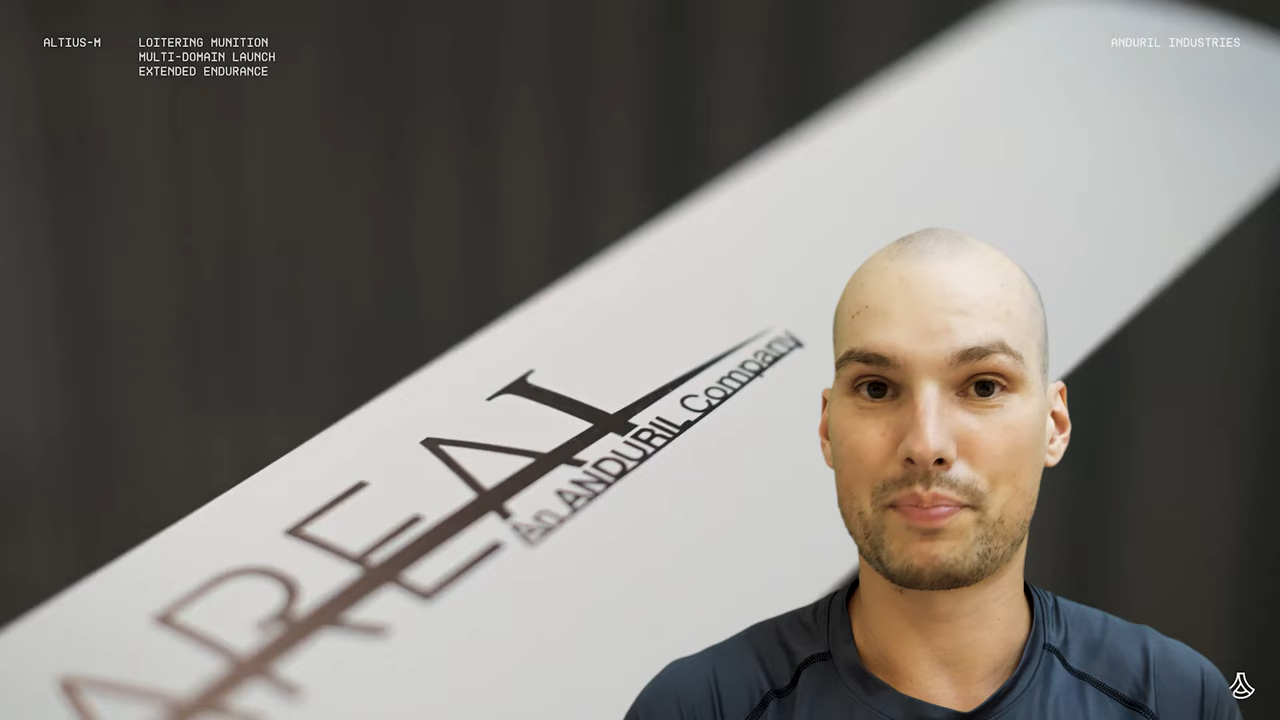 ALTIUS-M
LOITERING MUNITION
MULTI-DOMAIN LAUNCH
EXTENDED ENDURANCE
ANDURIL INDUSTRIES
AREA-I
An ANDURIL Company